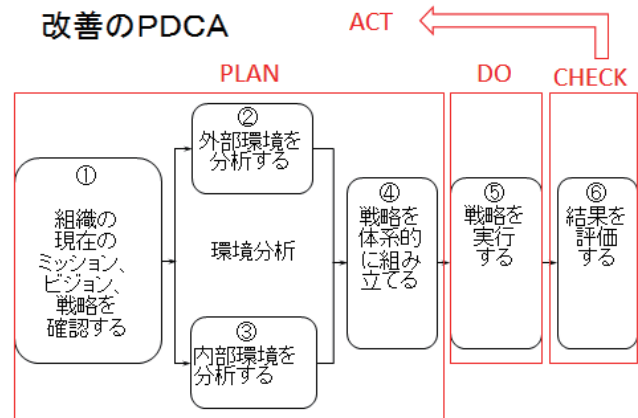 改善のPDCA
ACT
PLAN
DO
CHECK
①
組織の
現在の
ミッション、
ビジョン、
戦略を
確認する
②
外部環境を
分析する
環境分析
③
内部環境を
分析する
④
戦略を
体系的
に組み
立てる
⑤
戦略を
実行
する
⑥
結果を
評価
する